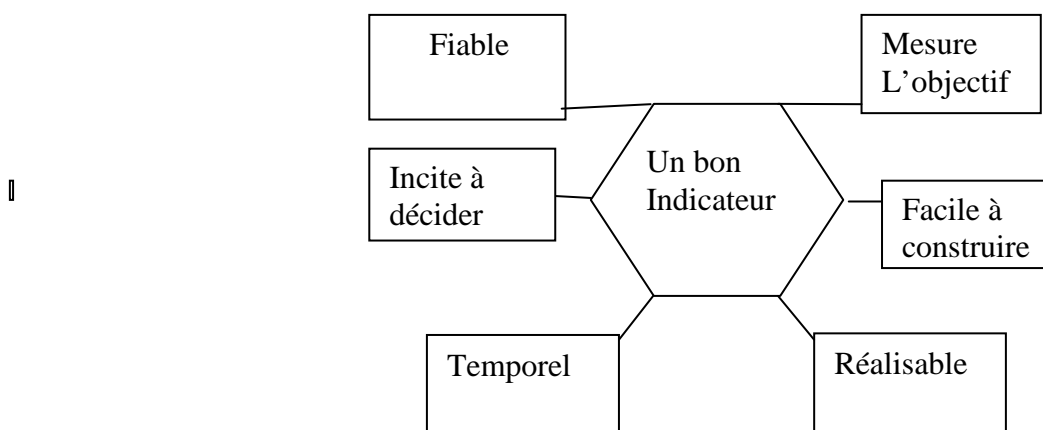 Fiable
Mesure
L’objectif
Un bon
Indicateur
Incite à
décider
Facile à
construire
Temporel
Réalisable